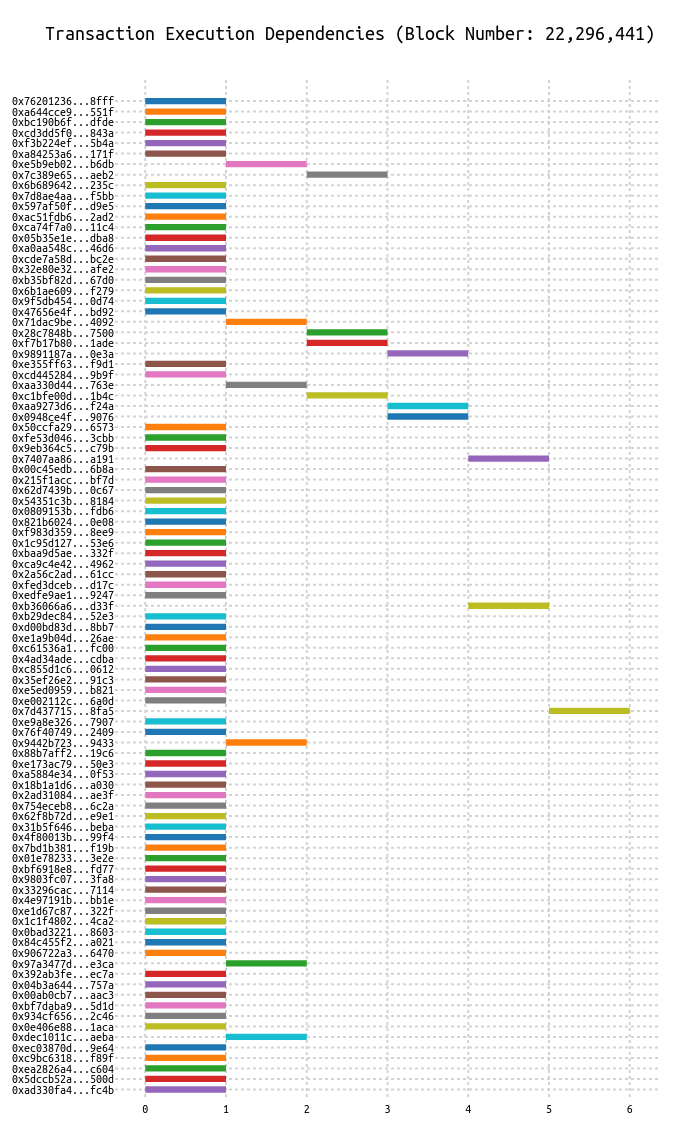 Transaction Execution Dependencies (Block Number: 22,296,441)
0x76201236...8fff
0xa644cce9...551f
0xbc190b6f...dfde
0xcd3dd5f0...843a
0xf3b224ef...5b4a
0xa84253a6...171f
0xe5b9eb02...b6db
0x7c389e65...aeb2
0x6b689642...235c
0x7d8ae4aa...f5bb
0x597af50f...d9e5
0xac51fdb6...2ad2
0xca74f7a0...11c4
0x05b35e1e...dba8
0xa0aa548c...46d6
0xcde7a58d...bc2e
0x32e80e32...afe2
0xb35bf82d...67d0
0x6b1ae609...f279
0x9f5db454...0d74
0x47656e4f...bd92
0x71dac9be...4092
0x28c7848b...7500
0xf7b17b80...1ade
0x9891187a...0e3a
0xe355ff63...f9d1
0xcd445284...9b9f
0xaa330d44...763e
0xc1bfe00d...1b4c
0xaa9273d6...f24a
0x0948ce4f...9076
0x50ccfa29...6573
0xfe53d046...3cbb
0x9eb364c5...c79b
0x7407aa86...a191
0x00c45edb...6b8a
0x215f1acc...bf7d
0x62d7439b...0c67
0x54351c3b...8184
0x0809153b...fdb6
0x821b6024...0e08
0xf983d359...8ee9
0x1c95d127...53e6
0xbaa9d5ae...332f
0xca9c4e42...4962
0x2a56c2ad...61cc
0xfed3dceb...d17c
0xedfe9ae1...9247
0xb36066a6...d33f
0xb29dec84...52e3
0xd00bd83d...8bb7
0xe1a9b04d...26ae
0xc61536a1...fc00
0x4ad34ade...cdba
0xc855d1c6...0612
0x35ef26e2...91c3
0xe5ed0959...b821
0xe002112c...6a0d
0x7d437715...8fa5
0xe9a8e326...7907
0x76f40749...2409
0x9442b723...9433
0x88b7aff2...19c6
0xe173ac79...50e3
0xa5884e34...0f53
0x18b1a1d6...a030
0x2ad31084...ae3f
0x754eceb8...6c2a
0x62f8b72d...e9e1
0x31b5f646...beba
0x4f80013b...99f4
0x7bd1b381...f19b
0x01e78233...3e2e
0xbf6918e8...fd77
0x9803fc07...3fa8
0x33296cac...7114
0x4e97191b...bb1e
0xe1d67c87...322f
0x1c1f4802...4ca2
0x0bad3221...8603
0x84c455f2...a021
0x906722a3...6470
0x97a3477d...e3ca
0x392ab3fe...ec7a
0x04b3a644...757a
0x00ab0cb7...aac3
0xbf7daba9...5d1d
0x934cf656...2c46
0x0e406e88...1aca
0xdec1011c...aeba
0xec03870d...9e64
0xc9bc6318...f89f
0xea2826a4...c604
0x5dccb52a...500d
0xad330fa4...fc4b
0 1 2 3 4 5 6